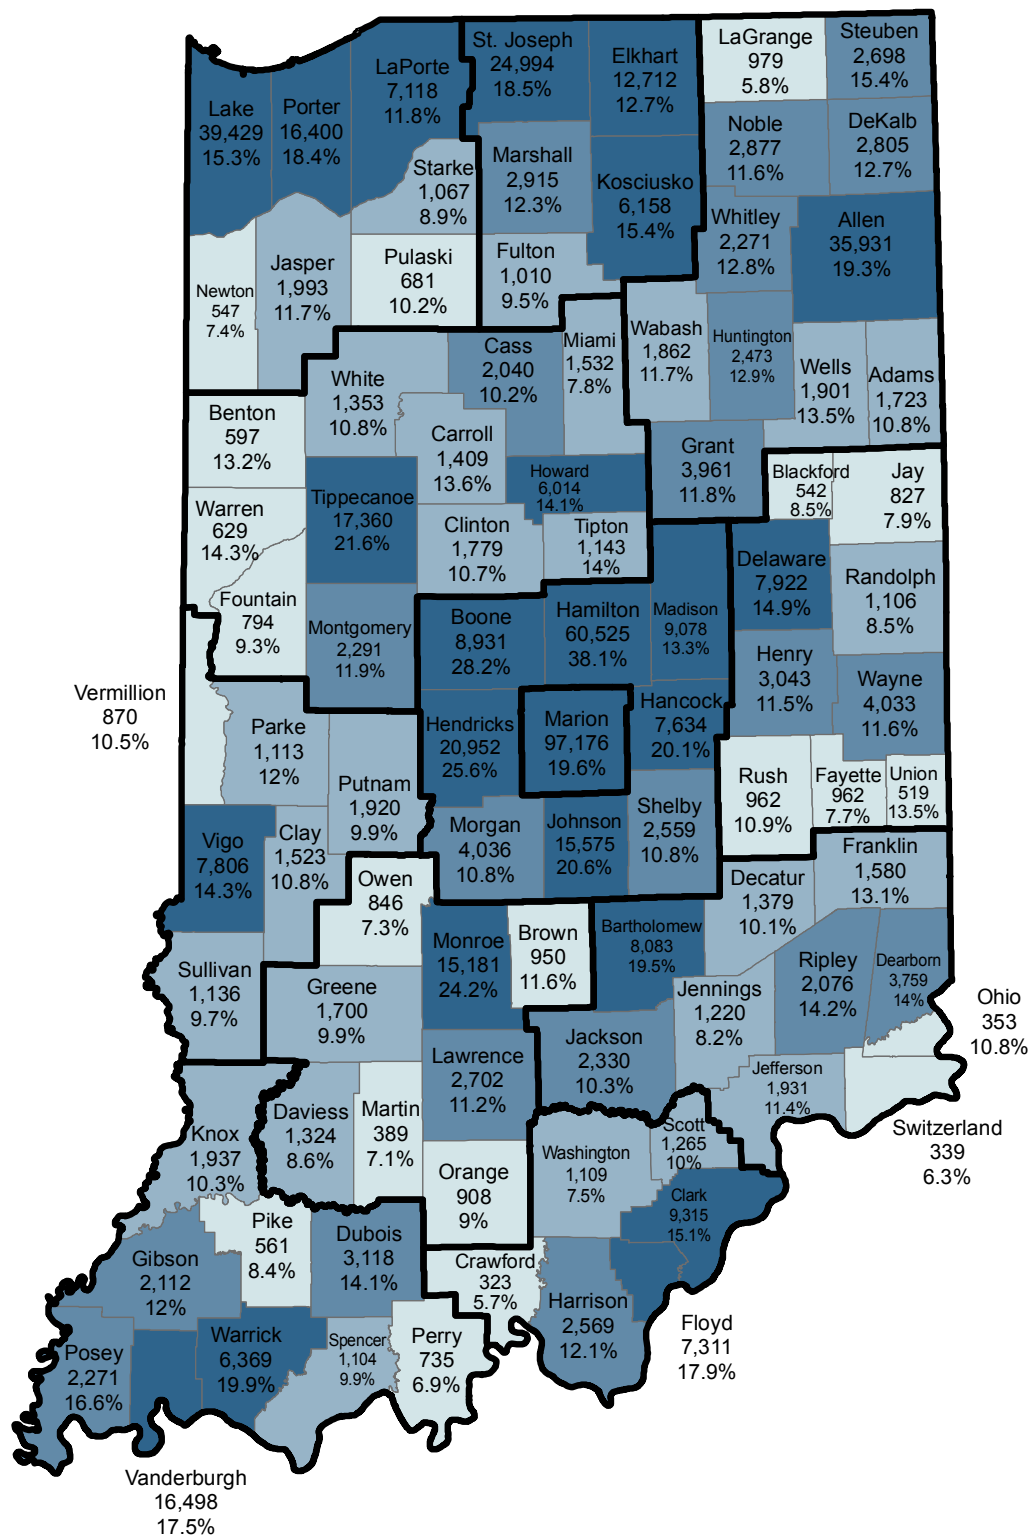 St. Joseph
24,994
18.5%
Elkhart
12,712
12.7%
LaGrange
979
5.8%
Steuben
2,698
15.4%
LaPorte
7,118
11.8%
Lake
39,429
15.3%
Porter
16,400
18.4%
Noble
2,877
11.6%
DeKalb
2,805
12.7%
Marshall
2,915
12.3%
Starke
1,067
8.9%
Kosciusko
6,158
15.4%
Whitley
2,271
12.8%
Allen
35,931
19.3%
Fulton
1,010
9.5%
Pulaski
681
10.2%
Jasper
1,993
11.7%
Newton
547
7.4%
Wabash
1,862
11.7%
Huntington
2,473
12.9%
Miami
1,532
7.8%
Cass
2,040
10.2%
Wells
1,901
13.5%
Adams
1,723
10.8%
White
1,353
10.8%
Benton
597
13.2%
Carroll
1,409
13.6%
Grant
3,961
11.8%
Howard
6,014
14.1%
Blackford
542
8.5%
Jay
827
7.9%
Tippecanoe
17,360
21.6%
Warren
629
14.3%
Clinton
1,779
10.7%
Tipton
1,143
14%
Delaware
7,922
14.9%
Randolph
1,106
8.5%
Fountain
794
9.3%
Montgomery
2,291
11.9%
Boone
8,931
28.2%
Hamilton
60,525
38.1%
Madison
9,078
13.3%
Henry
3,043
11.5%
Wayne
4,033
11.6%
Vermillion
870
10.5%
Parke
1,113
12%
Hendricks
20,952
25.6%
Marion
97,176
19.6%
Hancock
7,634
20.1%
Putnam
1,920
9.9%
Rush
962
10.9%
Fayette
962
7.7%
Union
519
13.5%
Shelby
2,559
10.8%
Vigo
7,806
14.3%
Clay
1,523
10.8%
Morgan
4,036
10.8%
Johnson
15,575
20.6%
Franklin
1,580
13.1%
Owen
846
7.3%
Decatur
1,379
10.1%
Monroe
15,181
24.2%
Brown
950
11.6%
Bartholomew
8,083
19.5%
Ripley
2,076
14.2%
Dearborn
3,759
14%
Sullivan
1,136
9.7%
Greene
1,700
9.9%
Jennings
1,220
8.2%
Ohio
353
10.8%
Jackson
2,330
10.3%
Lawrence
2,702
11.2%
Jefferson
1,931
11.4%
Switzerland
339
6.3%
Knox
1,937
10.3%
Daviess
1,324
8.6%
Martin
389
7.1%
Scott
1,265
10%
Washington
1,109
7.5%
Orange
908
9%
Clark
9,315
15.1%
Pike
561
8.4%
Dubois
3,118
14.1%
Gibson
2,112
12%
Crawford
323
5.7%
Harrison
2,569
12.1%
Floyd
7,311
17.9%
Warrick
6,369
19.9%
Spencer
1,104
9.9%
Perry
735
6.9%
Posey
2,271
16.6%
Vanderburgh
16,498
17.5%